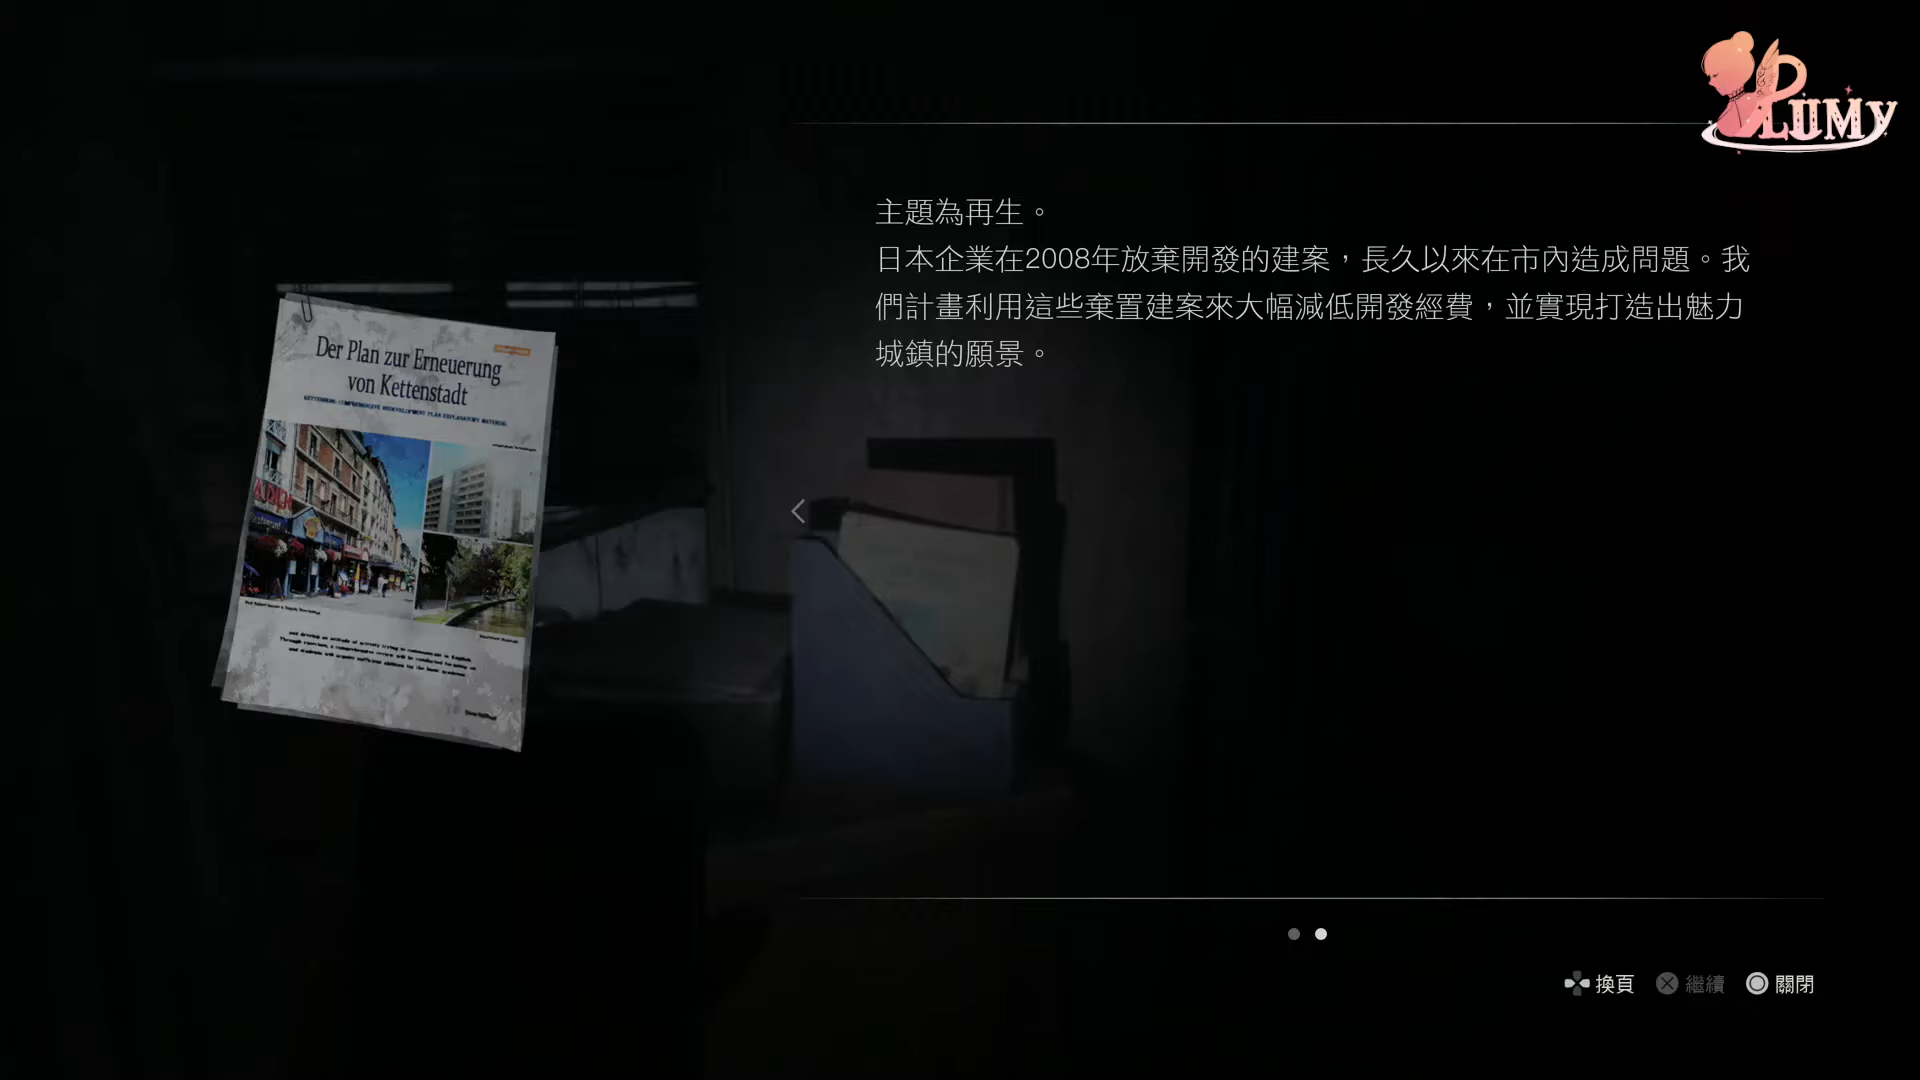 PLUMY
主題為再生。
日本企業在2008年放棄開發的建案，長久以來在市內造成問題。我
們計畫利用這些棄置建案來大幅減低開發經費，並實現打造出魅力
城鎮的願景。
Der Plan zur Erneuerung
von Kettenstadt
換頁
繼續
關閉